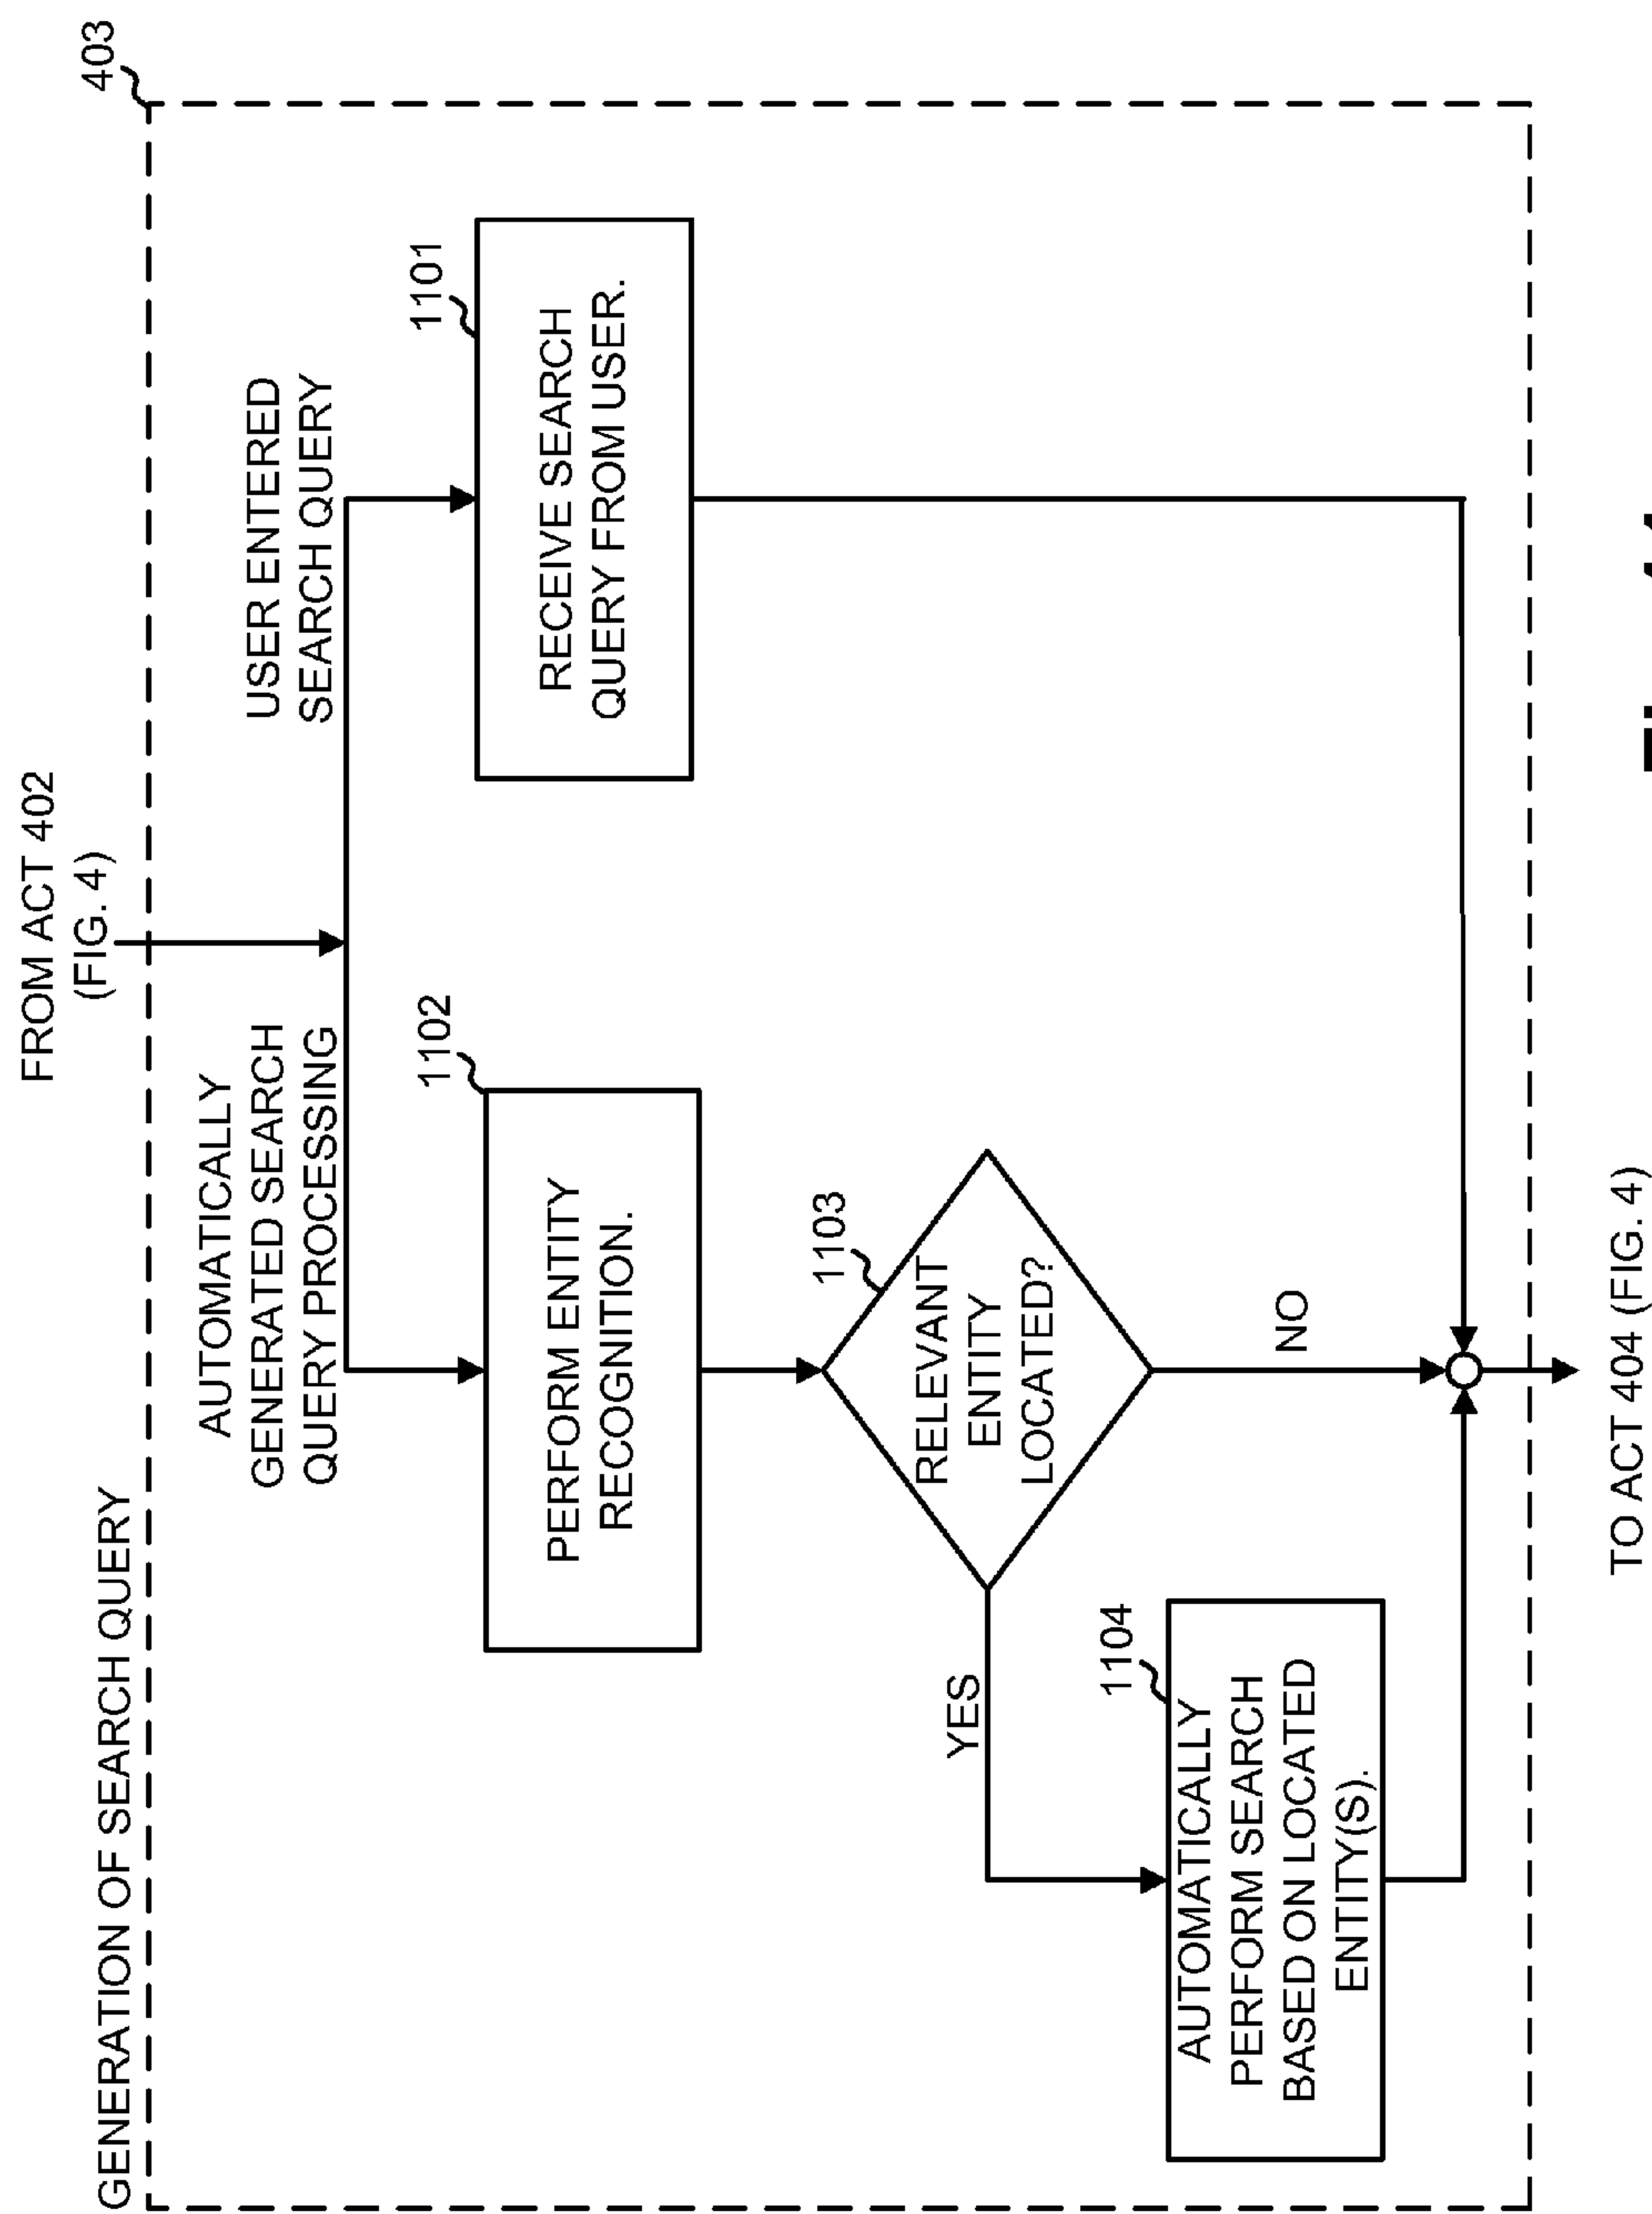 FROM ACT 402
(FIG. 4)
GENERATION OF SEARCH QUERY
403
AUTOMATICALLY
GENERATED SEARCH
QUERY PROCESSING
USER ENTERED
SEARCH QUERY
1102
PERFORM ENTITY
RECOGNITION.
1101
RECEIVE SEARCH
QUERY FROM USER.
1103
RELEVANT
ENTITY
LOCATED?
YES
NO
1104
AUTOMATICALLY
PERFORM SEARCH
BASED ON LOCATED
ENTITY(S).
TO ACT 404 (FIG. 4)